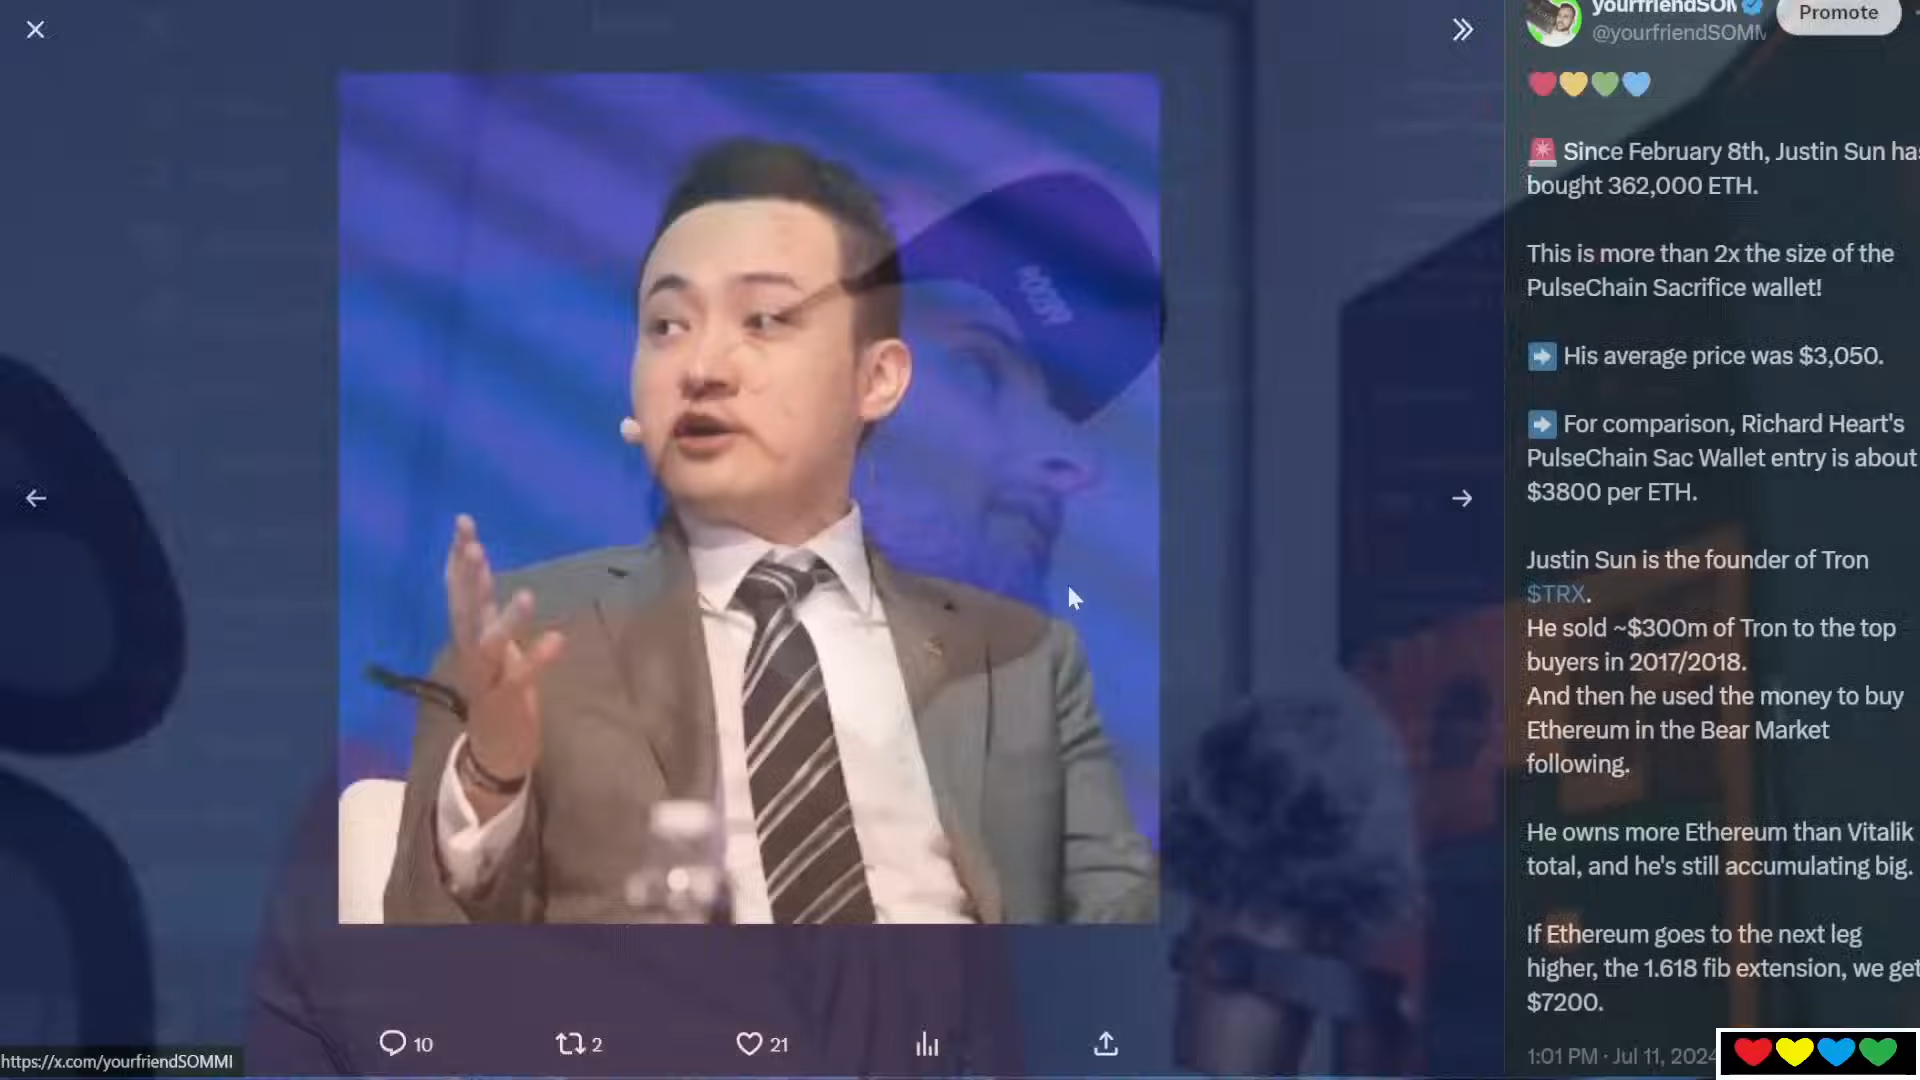 yourfriendSOM
Promote
@yourfriendSOMM
Since February 8th, Justin Sun has
bought 362,000 ETH.
This is more than 2x the size of the
PulseChain Sacrifice wallet!
His average price was $3,050.
For comparison, Richard Heart's
PulseChain Sac Wallet entry is about
$3800 per ETH.
Justin Sun is the founder of Tron
$TRX.
He sold ~$300m of Tron to the top
buyers in 2017/2018.
And then he used the money to buy
Ethereum in the Bear Market
following.
He owns more Ethereum than Vitalik
total, and he's still accumulating big.
If Ethereum goes to the next leg
higher, the 1.618 fib extension, we get
$7200.
1:01 PM · Jul 11, 2024
10
2
21
https://x.com/yourfriendSOMMI